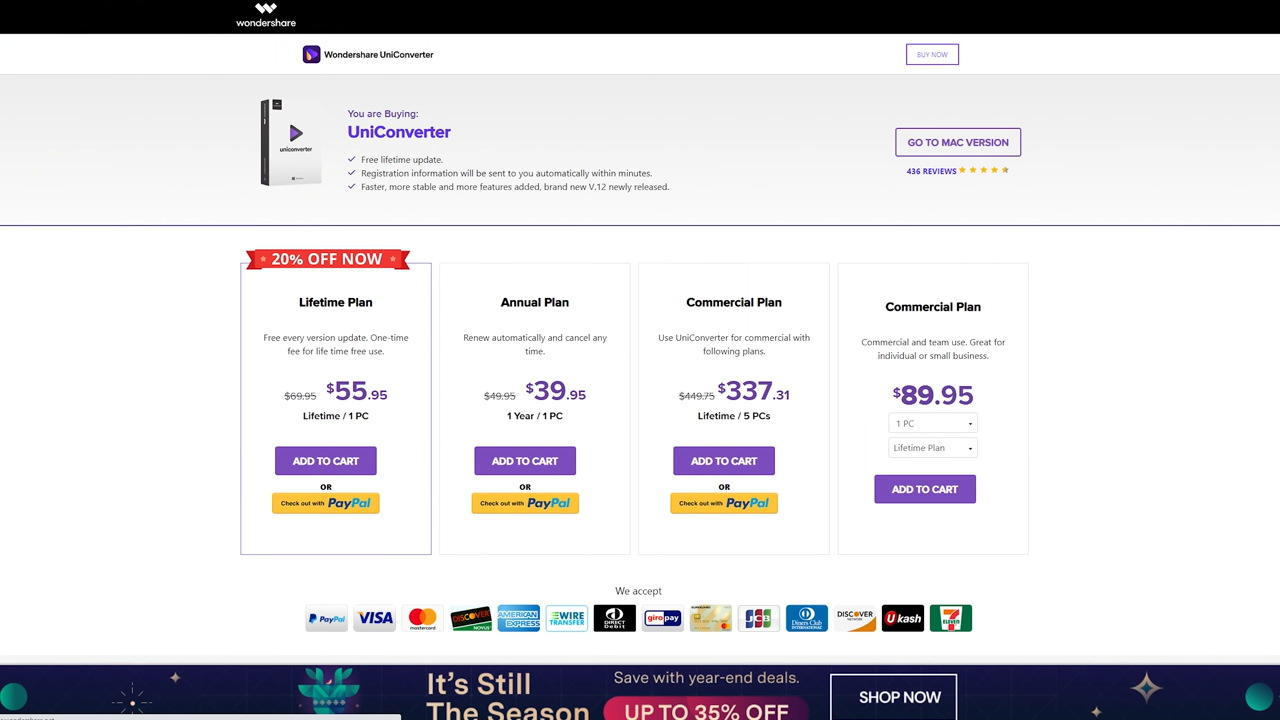 wondershare
Wondershare UniConverter
BUY NOW
You are Buying:
UniConverter
Free lifetime update.
Registration information will be sent to you automatically within minutes.
Faster, more stable and more features added, brand new V.12 newly released.
uniconverter
GO TO MAC VERSION
436 REVIEWS
20% OFF NOW
Lifetime Plan
Free every version update. One-time
fee for life time free use.
$69.95 $55.95
Lifetime / 1 PC
ADD TO CART
OR
Check out with PayPal
Annual Plan
Renew automatically and cancel any
time.
$49.95 $39.95
1 Year / 1 PC
ADD TO CART
OR
Check out with PayPal
Commercial Plan
Use UniConverter for commercial with
following plans.
$449.75 $337.31
Lifetime / 5 PCs
ADD TO CART
OR
Check out with PayPal
Commercial Plan
Commercial and team use. Great for
individual or small business.
$89.95
1 PC
Lifetime Plan
ADD TO CART
We accept
PayPal
VISA
mastercard
DISCOVER
NOVUS
AMERICAN
EXPRESS
WIRE
TRANSFER
DIRECT
Debit
giropay
JCB
Diners Club
INTERNATIONAL
DISCOVER
NETWORK
Ukash
ELEVEN
It's Still
The Season
Save with year-end deals.
UP TO 35% OFF
SHOP NOW